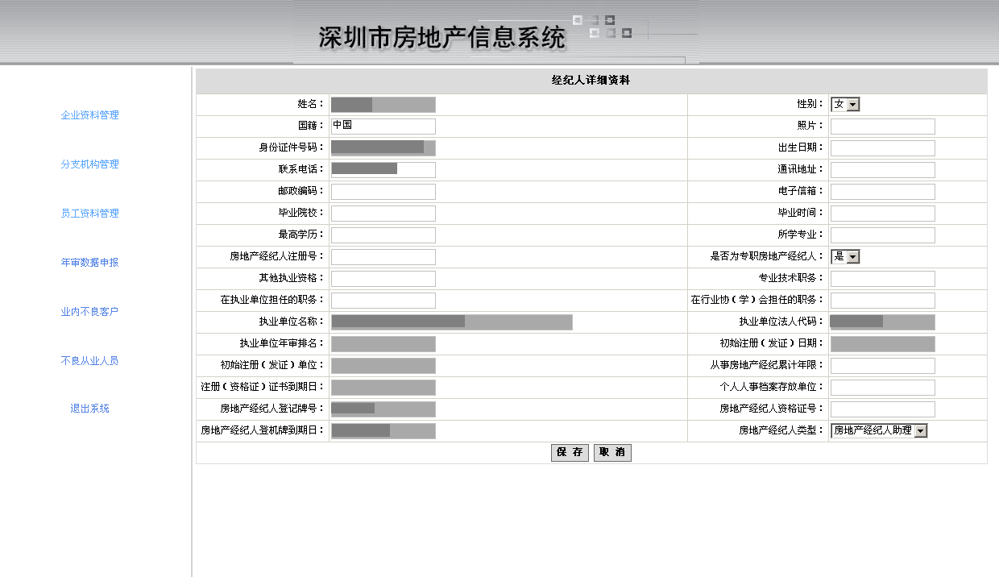 深圳市房地产信息系统
企业资料管理
分支机构管理
员工资料管理
年审数据申报
业内不良客户
不良从业人员
退出系统
经纪人详细资料
姓名： 性别： 女
国籍： 中国 照片：
身份证件号码： 出生日期：
联系电话： 通讯地址：
邮政编码： 电子信箱：
毕业院校： 毕业时间：
最高学历： 所学专业：
房地产经纪人注册号： 是否为专职房地产经纪人： 是
其他执业资格： 专业技术职务：
在执业单位担任的职务： 在行业协（学）会担任的职务：
执业单位名称： 执业单位法人代码：
执业单位年审排名： 初始注册（发证）日期：
初始注册（发证）单位： 从事房地产经纪累计年限：
注册（资格证）证书到期日： 个人人事档案存放单位：
房地产经纪人登记牌号： 房地产经纪人资格证号：
房地产经纪人登机牌到期日： 房地产经纪人类型： 房地产经纪人助理
保 存 取 消